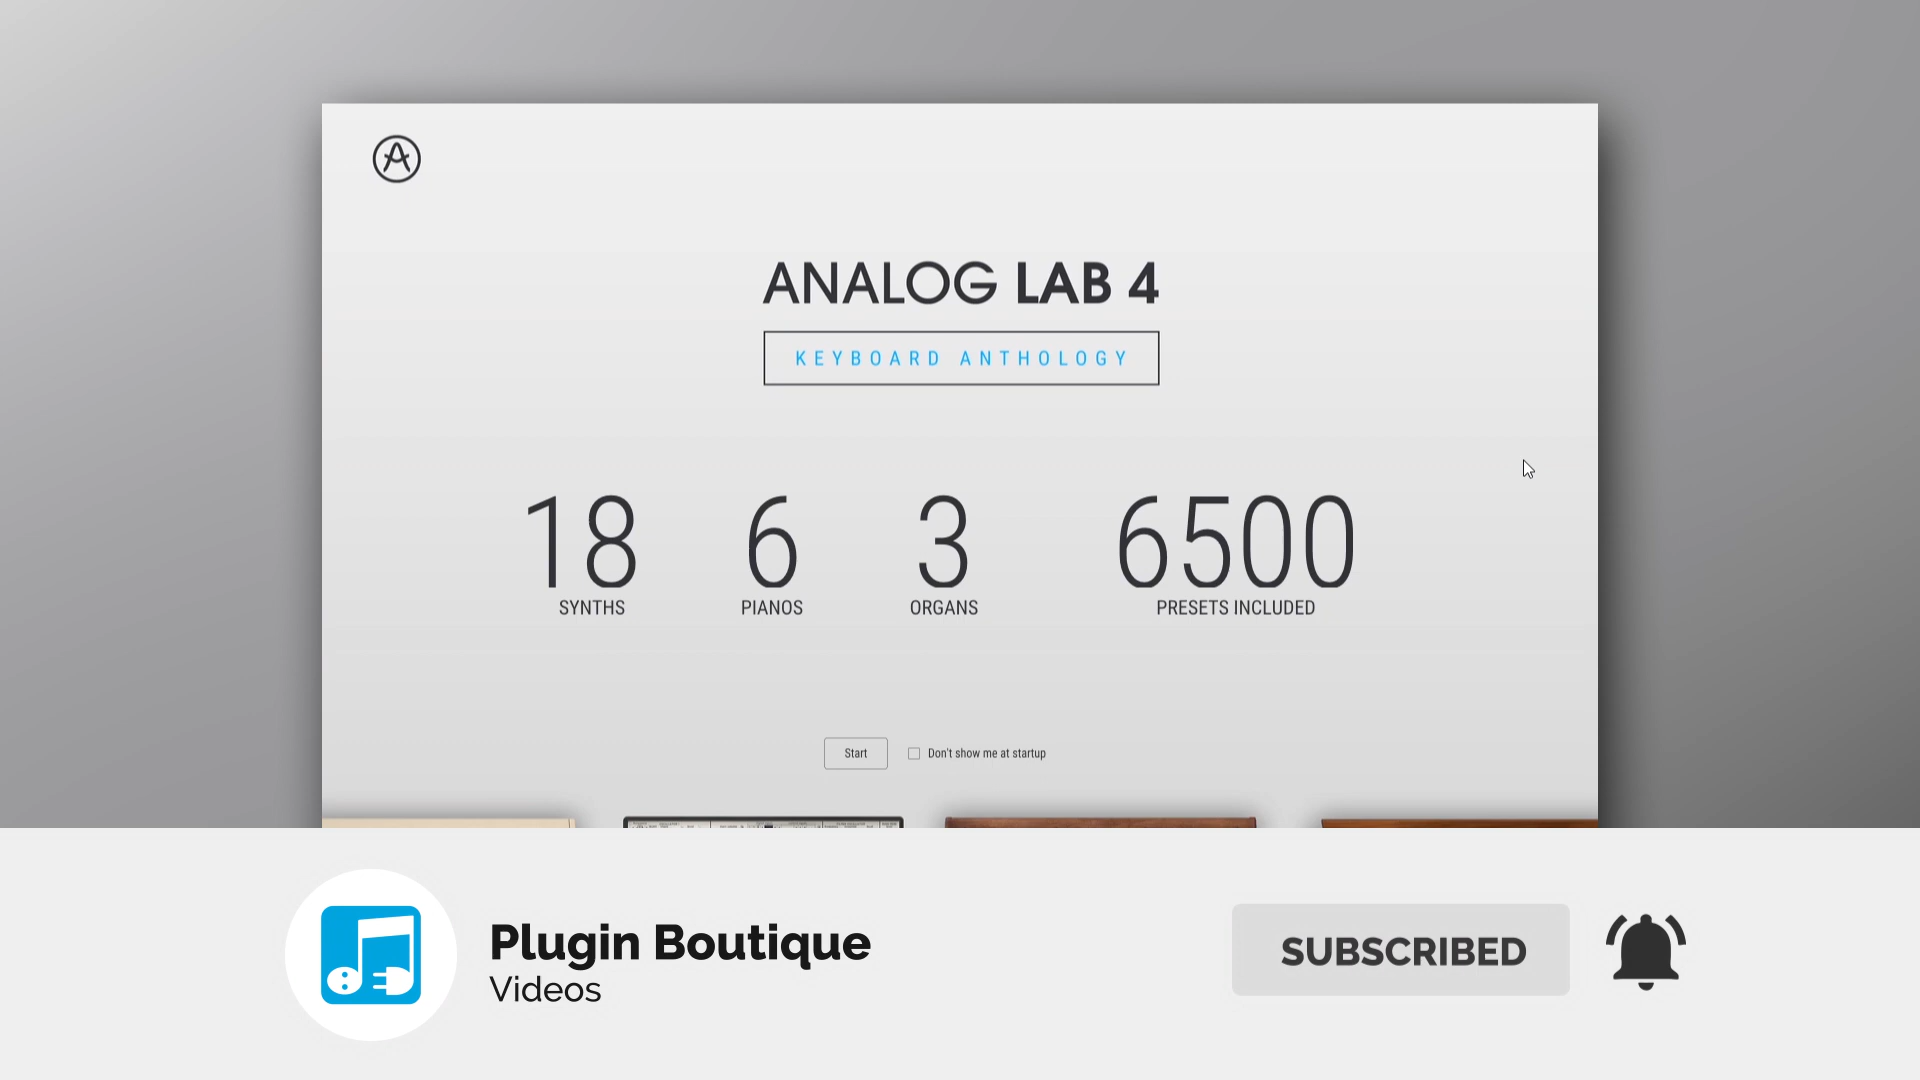 ANALOG LAB 4
KEYBOARD ANTHOLOGY
18 6 3 6500
SYNTHS PIANOS ORGANS PRESETS INCLUDED
Start Don't show me at startup
Plugin Boutique
Videos
SUBSCRIBED